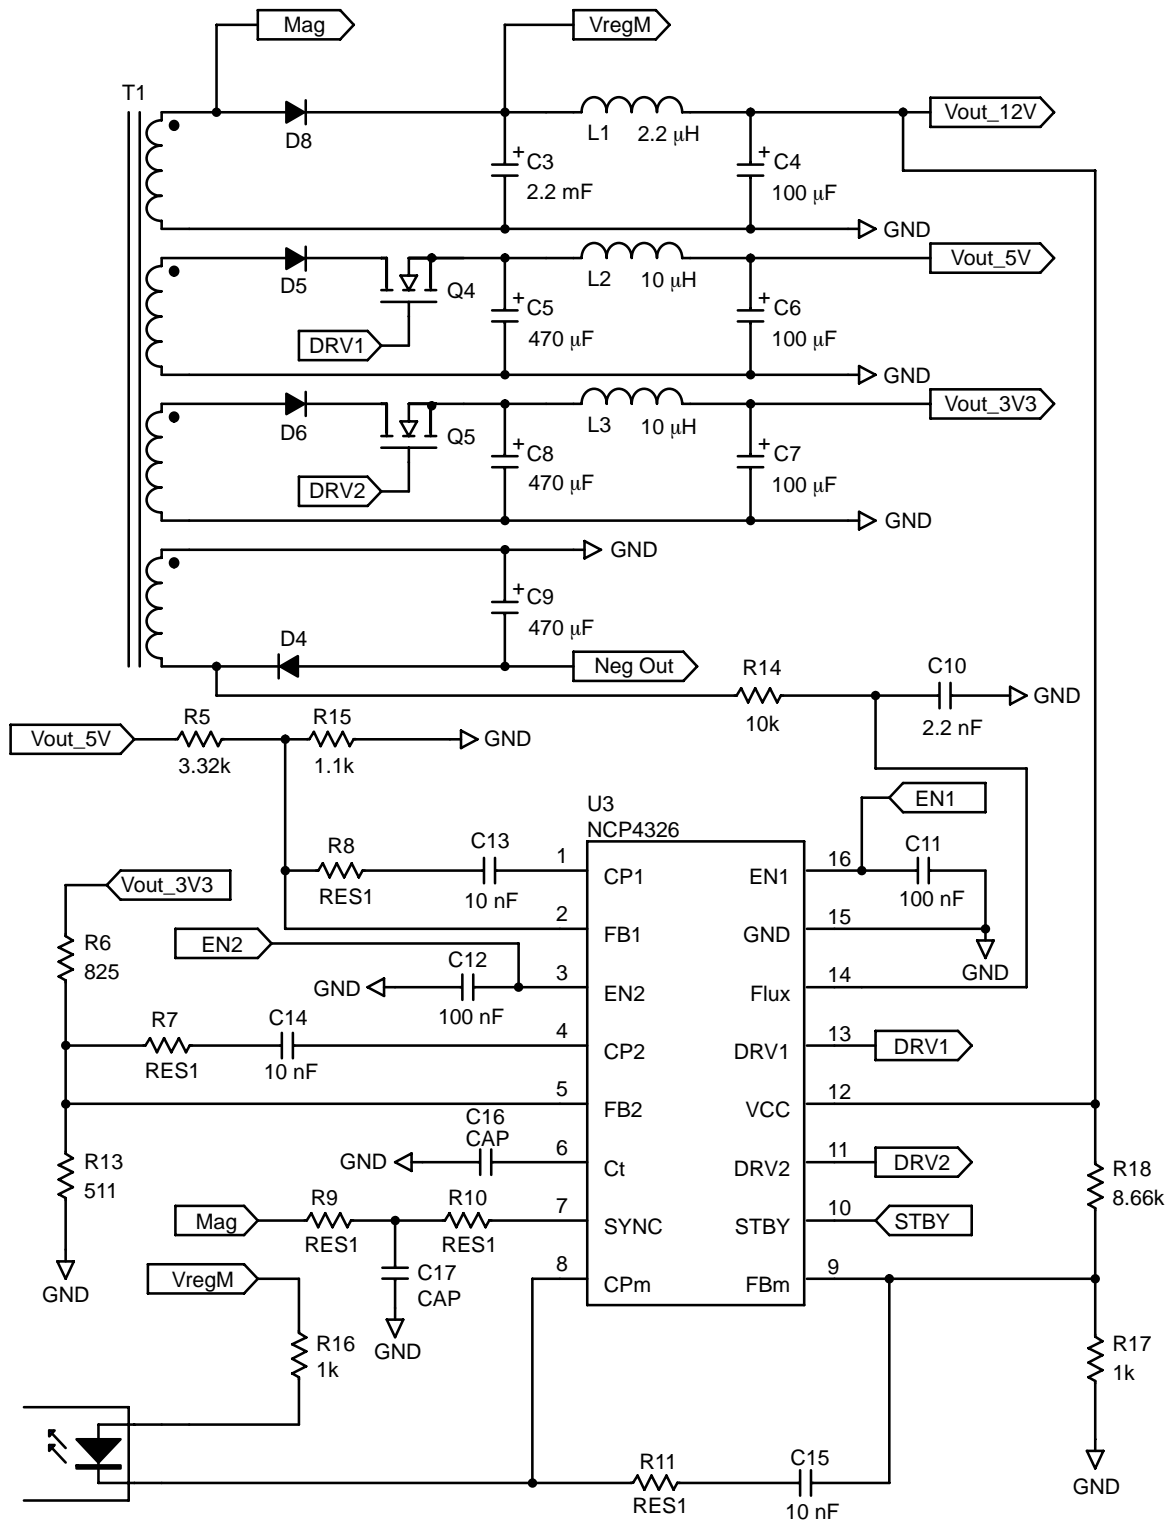 Mag
VregM
T1
D8
L1
2.2 μH
Vout_12V
+
C3
2.2 mF
+
C4
100 μF
GND
D5
Q4
L2
10 μH
Vout_5V
DRV1
+
C5
470 μF
+
C6
100 μF
GND
D6
Q5
L3
10 μH
Vout_3V3
DRV2
+
C8
470 μF
+
C7
100 μF
GND
GND
+
C9
470 μF
D4
Neg Out
R14
10k
C10
2.2 nF
GND
Vout_5V
R5
3.32k
R15
1.1k
GND
U3
NCP4326
EN1
R8
RES1
C13
10 nF
1
CP1
EN1
16
C11
100 nF
Vout_3V3
2
FB1
GND
15
GND
R6
825
EN2
GND
C12
100 nF
3
EN2
Flux
14
R7
RES1
C14
10 nF
4
CP2
DRV1
13
DRV1
5
FB2
VCC
12
R13
511
GND
GND
C16
CAP
6
Ct
DRV2
11
DRV2
R18
8.66k
Mag
R9
RES1
R10
RES1
7
SYNC
STBY
10
STBY
VregM
C17
CAP
GND
8
CPm
FBm
9
R16
1k
R17
1k
GND
R11
RES1
C15
10 nF